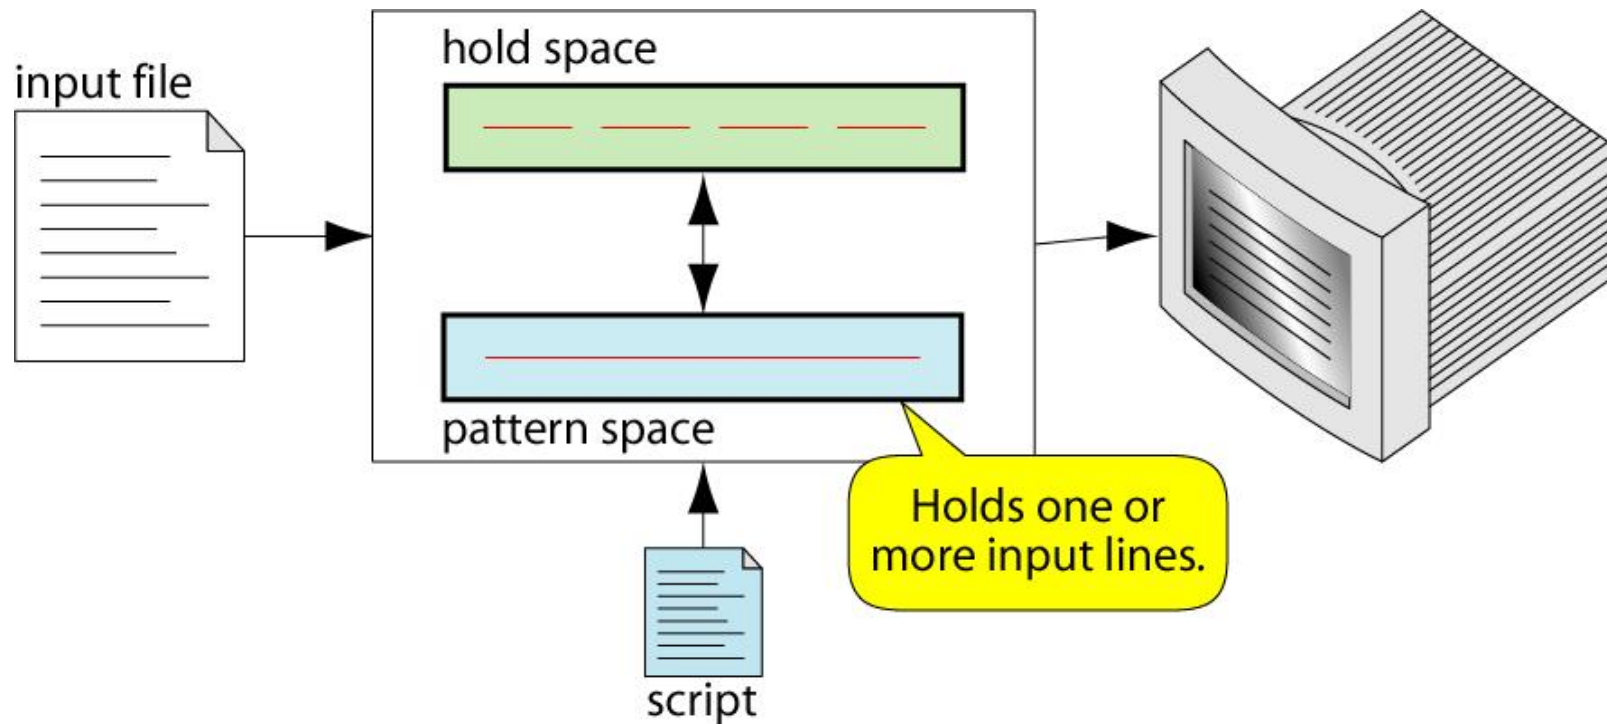 input file
hold space
pattern space
Holds one or
more input lines.
script